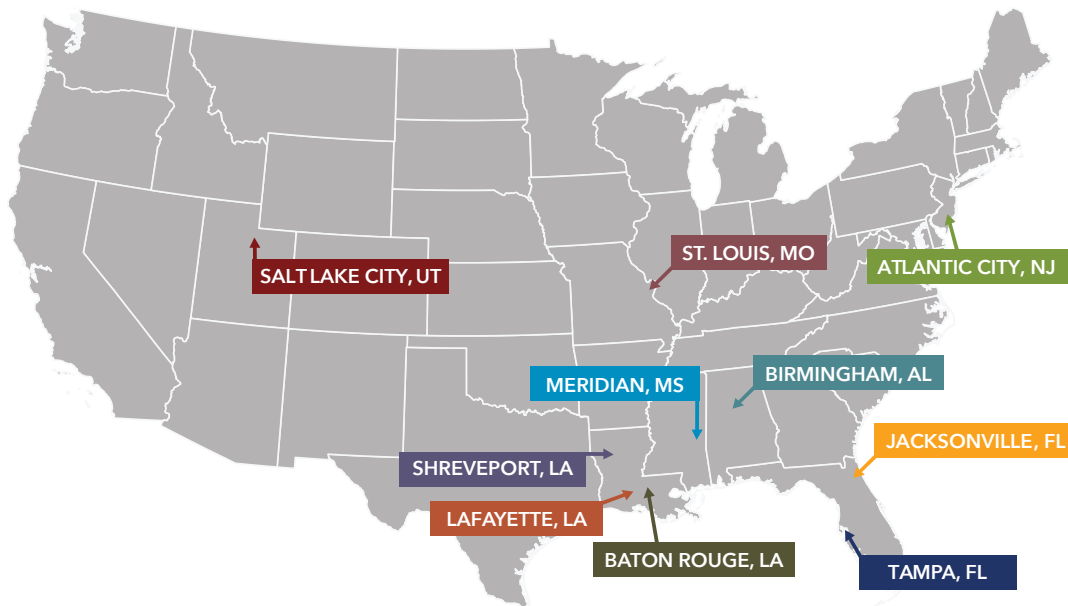 ST. LOUIS, MO
ATLANTIC CITY, NJ
SALT LAKE CITY, UT
BIRMINGHAM, AL
MERIDIAN, MS
JACKSONVILLE, FL
SHREVEPORT, LA
LAFAYETTE, LA
BATON ROUGE, LA
TAMPA, FL